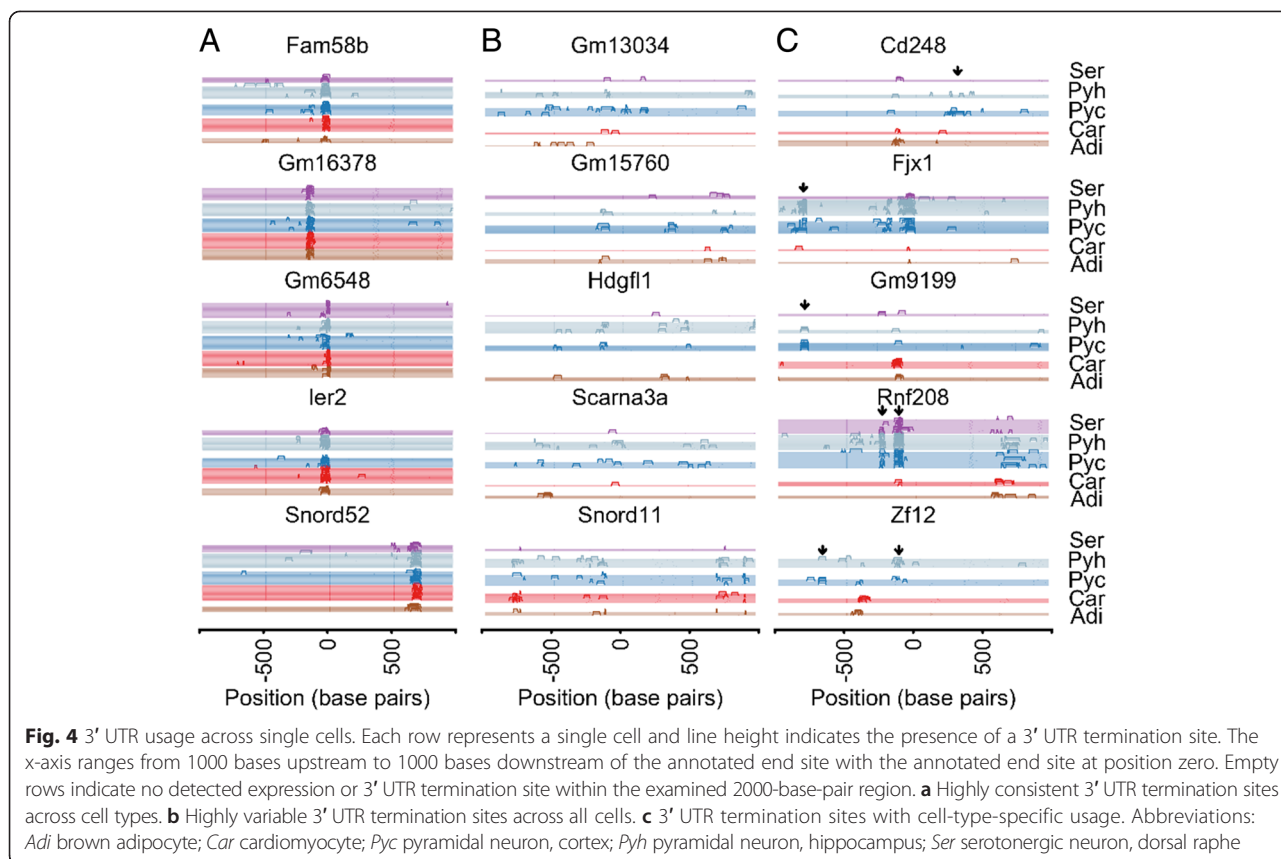 A
B
C
Fam58b
Gm13034
Cd248
Ser
Pyh
Pyc
Car
Adi
Gm16378
Gm15760
Fjx1
Ser
Pyh
Pyc
Car
Adi
Gm6548
Hdgfl1
Gm9199
Ser
Pyh
Pyc
Car
Adi
Ier2
Scarna3a
Rnf208
Ser
Pyh
Pyc
Car
Adi
Snord52
Snord11
Zf12
Ser
Pyh
Pyc
Car
Adi
-500
0
500
-500
0
500
-500
0
500
Position (base pairs)
Position (base pairs)
Position (base pairs)
Fig. 4 3′ UTR usage across single cells. Each row represents a single cell and line height indicates the presence of a 3′ UTR termination site. The
x-axis ranges from 1000 bases upstream to 1000 bases downstream of the annotated end site with the annotated end site at position zero. Empty
rows indicate no detected expression or 3′ UTR termination site within the examined 2000-base-pair region. a Highly consistent 3′ UTR termination sites
across cell types. b Highly variable 3′ UTR termination sites across all cells. c 3′ UTR termination sites with cell-type-specific usage. Abbreviations:
Adi brown adipocyte; Car cardiomyocyte; Pyc pyramidal neuron, cortex; Pyh pyramidal neuron, hippocampus; Ser serotonergic neuron, dorsal raphe